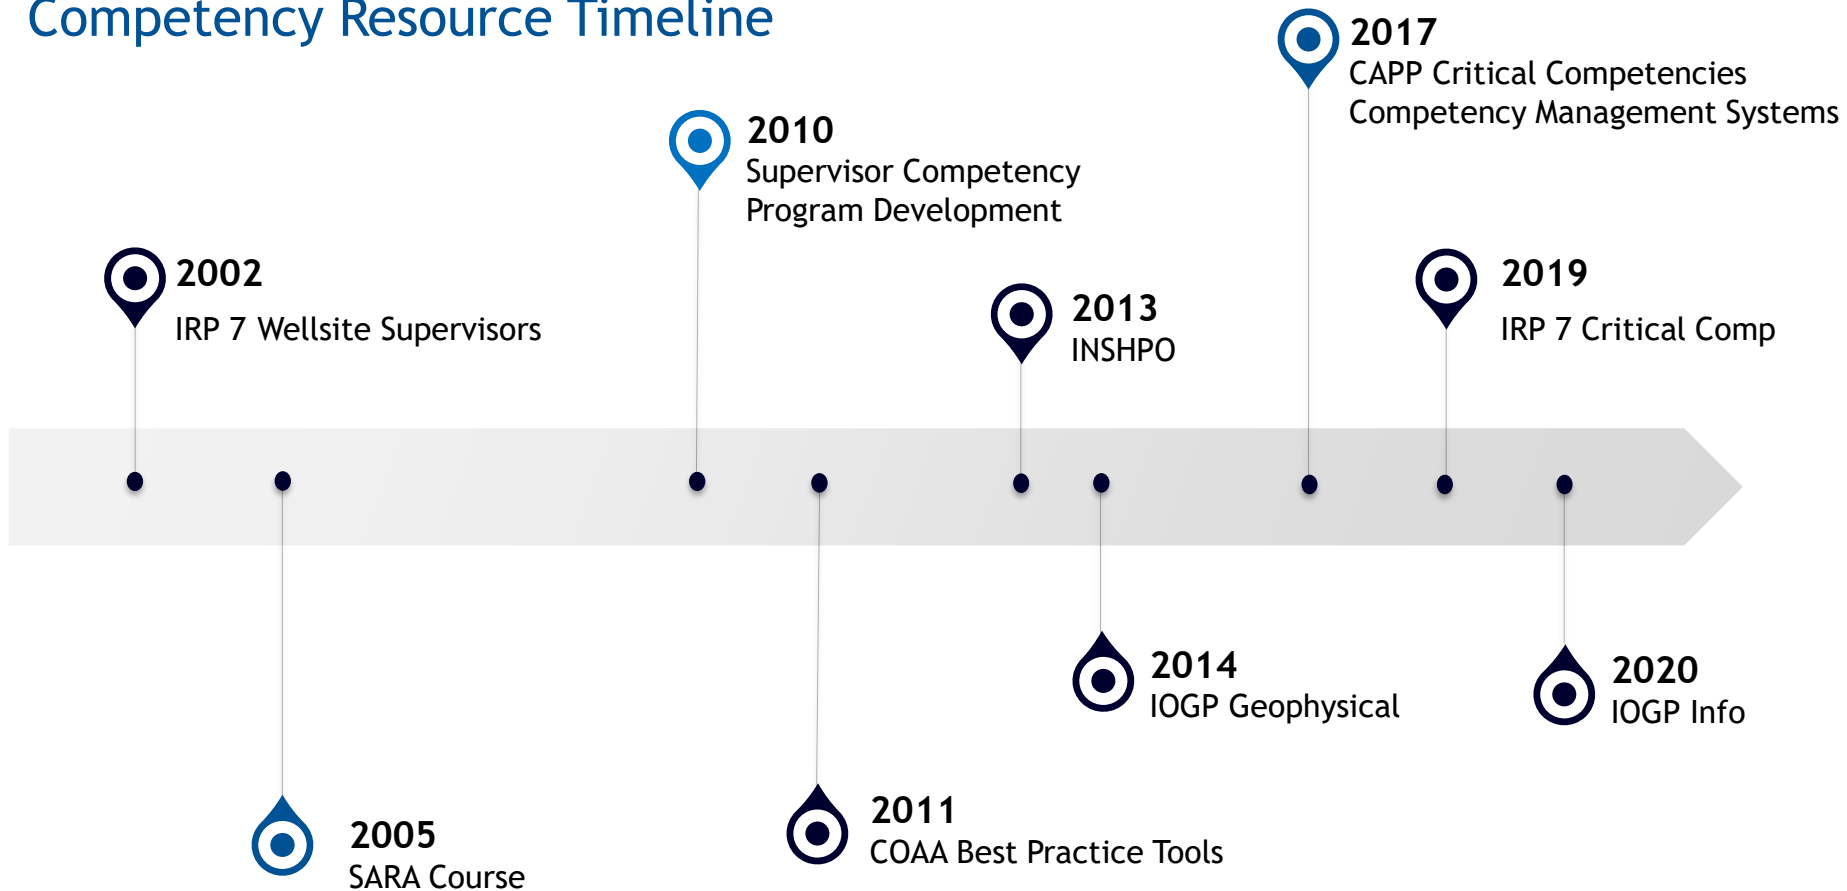 Competency Resource Timeline
2017
CAPP Critical Competencies
Competency Management Systems
2010
Supervisor Competency
Program Development
2002
IRP 7 Wellsite Supervisors
2013
INSHPO
2019
IRP 7 Critical Comp
2014
IOGP Geophysical
2020
IOGP Info
2005
SARA Course
2011
COAA Best Practice Tools